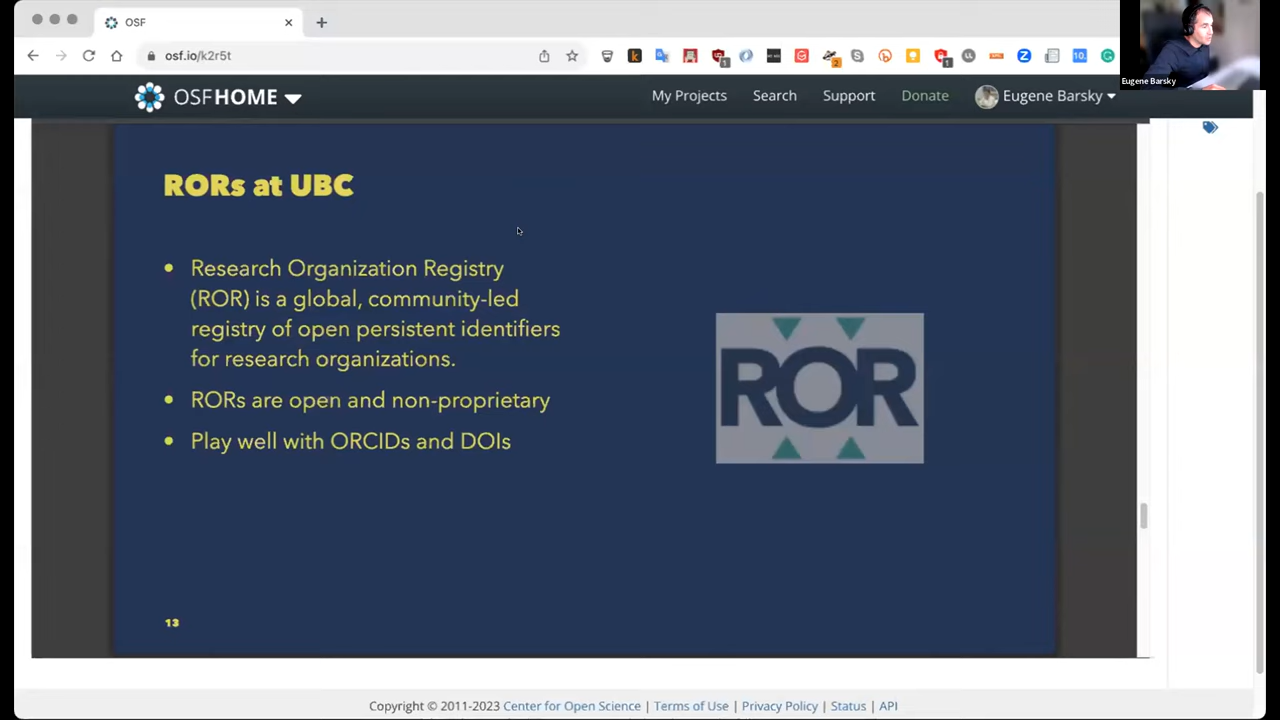 OSF
osf.io/k2r5t
Eugene Barsky
OSFHOME
My Projects
Search
Support
Donate
Eugene Barsky
RORs at UBC
• Research Organization Registry
(ROR) is a global, community-led
registry of open persistent identifiers
for research organizations.
• RORs are open and non-proprietary
• Play well with ORCIDs and DOIs
ROR
13
Copyright © 2011-2023 Center for Open Science | Terms of Use | Privacy Policy | Status | API